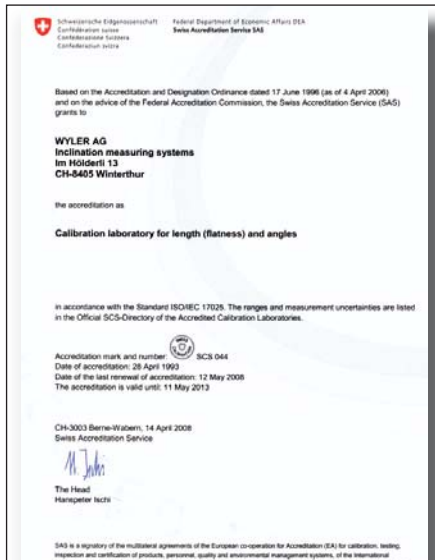 Schweizerische Eidgenossenschaft
Confédération suisse
Confederazione Svizzera
Confederaziun svizra
Federal Department of Economic Affairs DEA
Swiss Accreditation Service SAS
Based on the Accreditation and Designation Ordinance dated 17 June 1996 (as of 4 April 2006)
and on the advice of the Federal Accreditation Commission, the Swiss Accreditation Service (SAS)
grants to
WYLER AG
Inclination measuring systems
Im Hölderli 13
CH-8405 Winterthur
the accreditation as
Calibration laboratory for length (flatness) and angles
in accordance with the Standard ISO/IEC 17025. The ranges and measurement uncertainties are listed
in the Official SCS-Directory of the Accredited Calibration Laboratories.
Accreditation mark and number: SCS 044
Date of accreditation: 28 April 1993
Date of the last renewal of accreditation: 12 May 2008
The accreditation is valid until: 11 May 2013
CH-3003 Berne-Wabern, 14 April 2008
Swiss Accreditation Service
The Head
Hanspeter Ischi
SAS is a signatory of the multilateral agreements of the European co-operation for Accreditation (EA) for calibration, testing,
inspection and certification of products, personnel, quality and environmental management systems, of the International